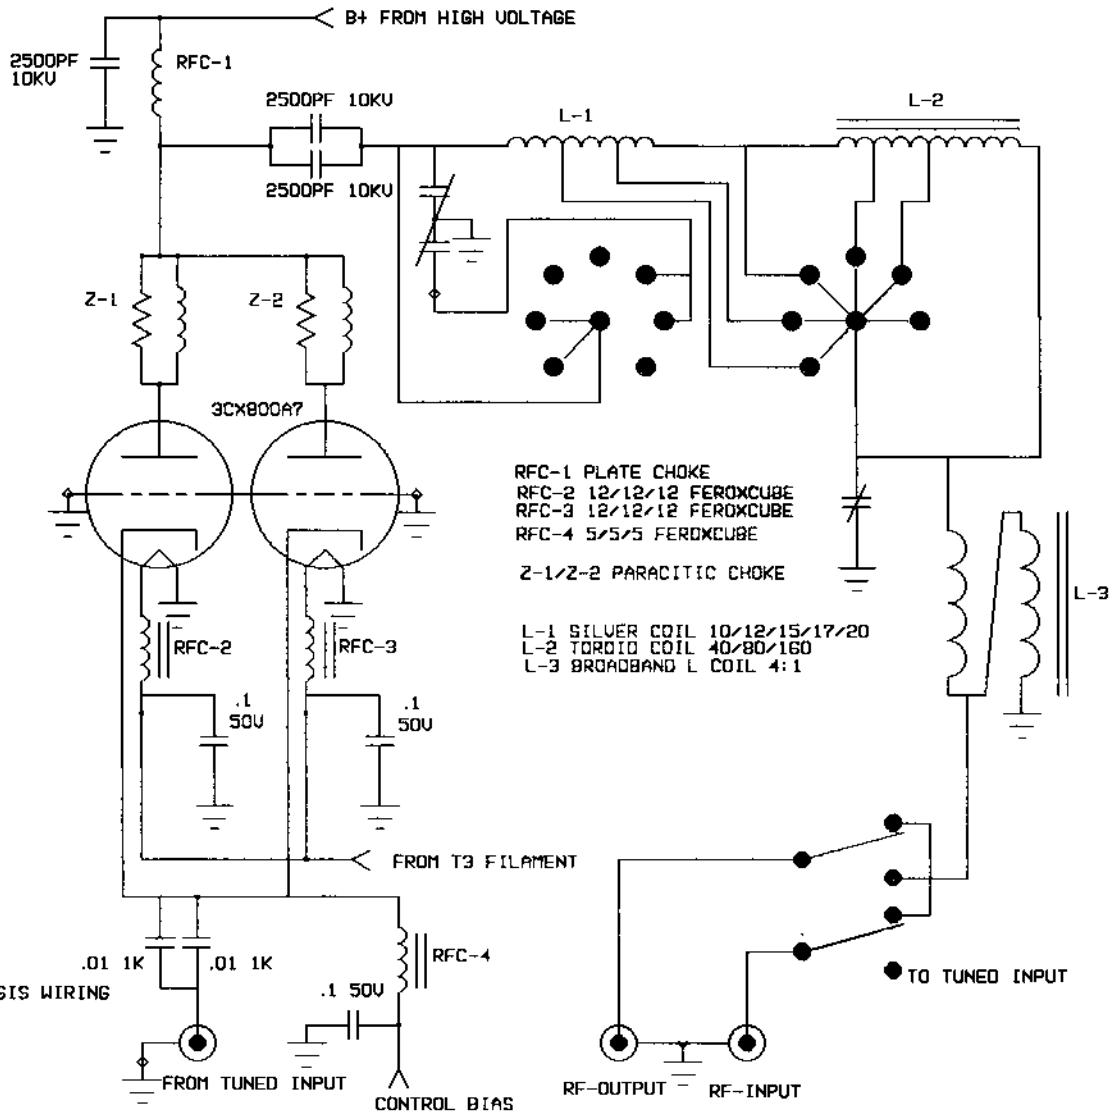 B+ FROM HIGH VOLTAGE
2500PF
10KV
RFC-1
2500PF 10KV
L-1
L-2
2500PF 10KV
Z-1
Z-2
3CX800A7
RFC-1 PLATE CHOKE
RFC-2 12/12/12 FEROXCUBE
RFC-3 12/12/12 FEROXCUBE
RFC-4 5/5/5 FEROXCUBE
Z-1/Z-2 PARACITIC CHOKE
L-3
L-1 SILVER COIL 10/12/15/17/20
L-2 TOROID COIL 40/80/160
L-3 BROADBAND L COIL 4:1
RFC-2
RFC-3
.1
50V
.1
50V
FROM T3 FILAMENT
.01 1K
.01 1K
RFC-4
TO TUNED INPUT
WIRING
.1 50V
FROM TUNED INPUT
CONTROL BIAS
RF-OUTPUT
RF-INPUT